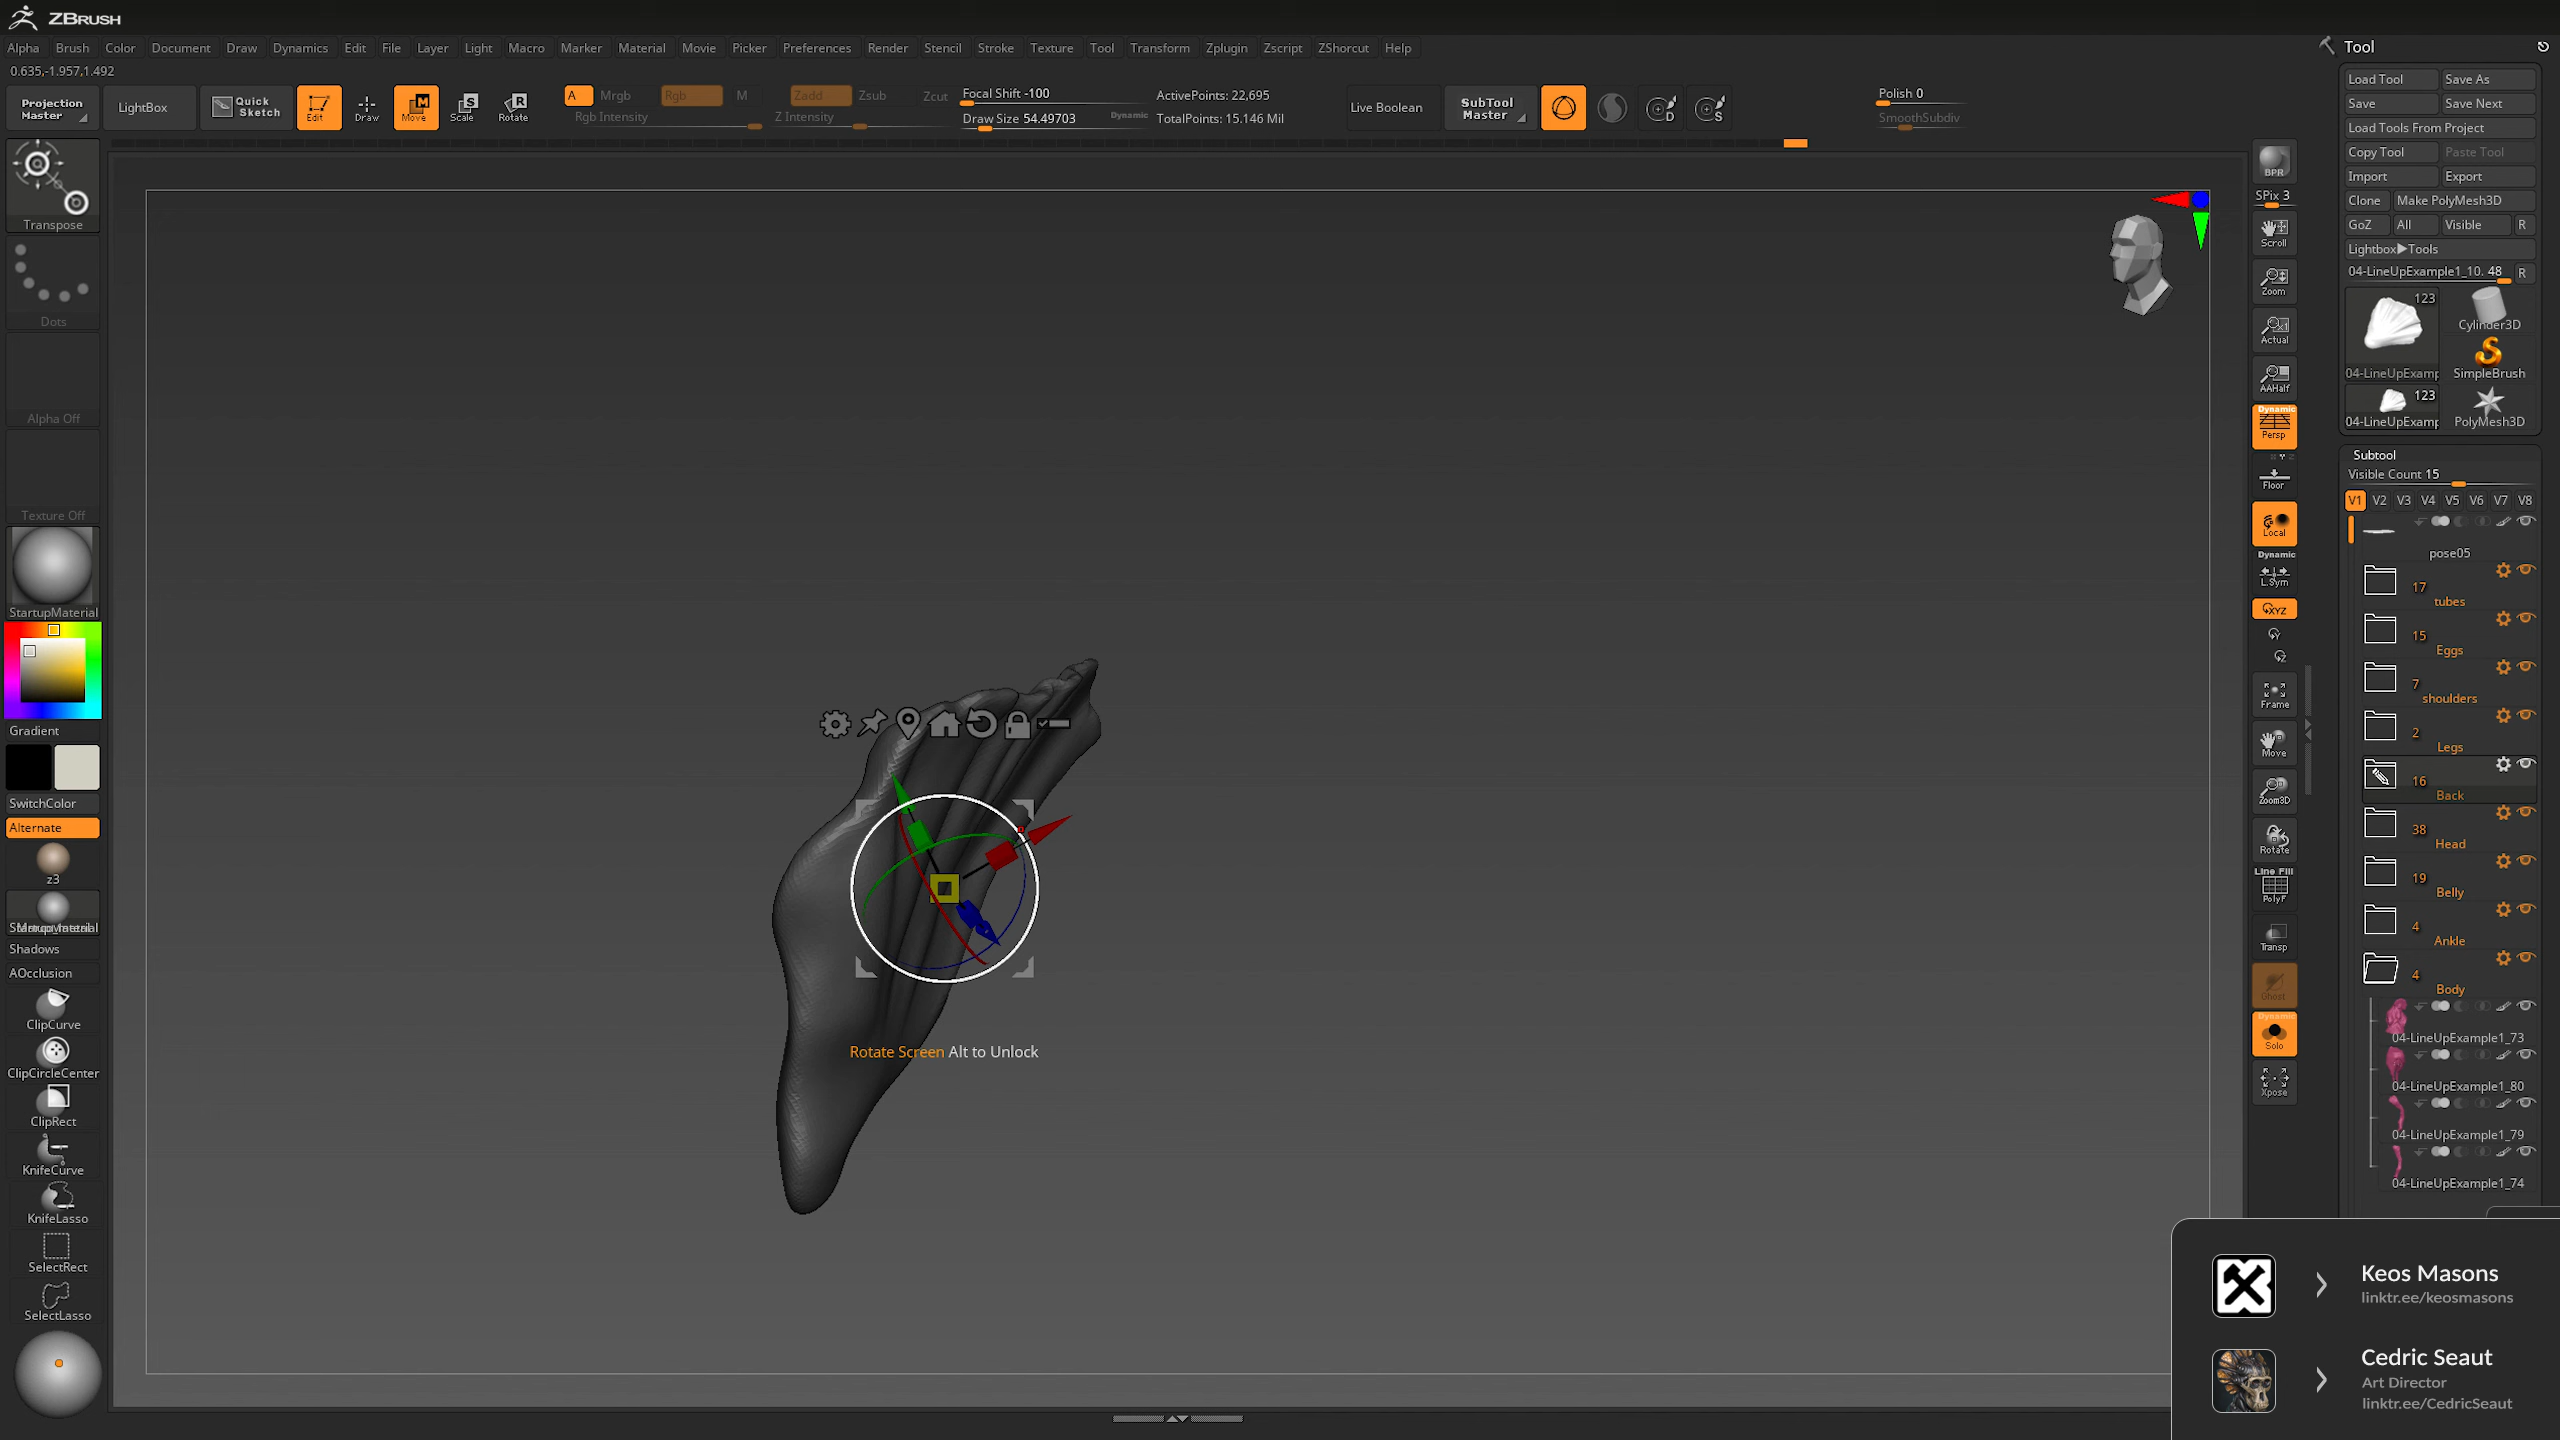 ZBRUSH
Alpha Brush Color Document Draw Dynamics Edit File Layer Light Macro Marker Material Movie Picker Preferences Render Stencil Stroke Texture Tool Transform Zplugin Zscript ZShorcut Help
0.635,-1.957,1.492
Projection Master
LightBox
Quick Sketch
Edit
Draw
Move
Scale
Rotate
A Mrgb Rgb M
Rgb Intensity
Zadd Zsub Zcut
Z Intensity
Focal Shift -100
Draw Size 54.49703
Dynamic
ActivePoints: 22,695
TotalPoints: 15.146 Mil
Live Boolean
SubTool Master
Polish 0
SmoothSubdiv
Transpose
Dots
Alpha Off
Texture Off
StartupMaterial
Gradient
SwitchColor
Alternate
z3
Shadows
AOcclusion
ClipCurve
ClipCircleCenter
ClipRect
KnifeCurve
KnifeLasso
SelectRect
SelectLasso
Rotate Screen Alt to Unlock
BPR
SPix 3
Scroll
Zoom
Actual
AAHalf
Dynamic
Persp
Floor
Local
Dynamic
L.Sym
XYZ
Frame
Move
Zoom3D
Rotate
Line Fill
PolyF
Transp
Ghost
Dynamic
Solo
Xpose
Tool
Load Tool Save As
Save Save Next
Load Tools From Project
Copy Tool Paste Tool
Import Export
Clone Make PolyMesh3D
GoZ All Visible R
Lightbox▶Tools
04-LineUpExample1_10. 48 R
123
Cylinder3D
04-LineUpExamp SimpleBrush
123
04-LineUpExamp PolyMesh3D
Subtool
Visible Count 15
V1 V2 V3 V4 V5 V6 V7 V8
pose05
17
tubes
15
Eggs
7
shoulders
2
Legs
16
Back
38
Head
19
Belly
4
Ankle
4
Body
04-LineUpExample1_73
04-LineUpExample1_80
04-LineUpExample1_79
04-LineUpExample1_74
Keos Masons
linktr.ee/keosmasons
Cedric Seaut
Art Director
linktr.ee/CedricSeaut